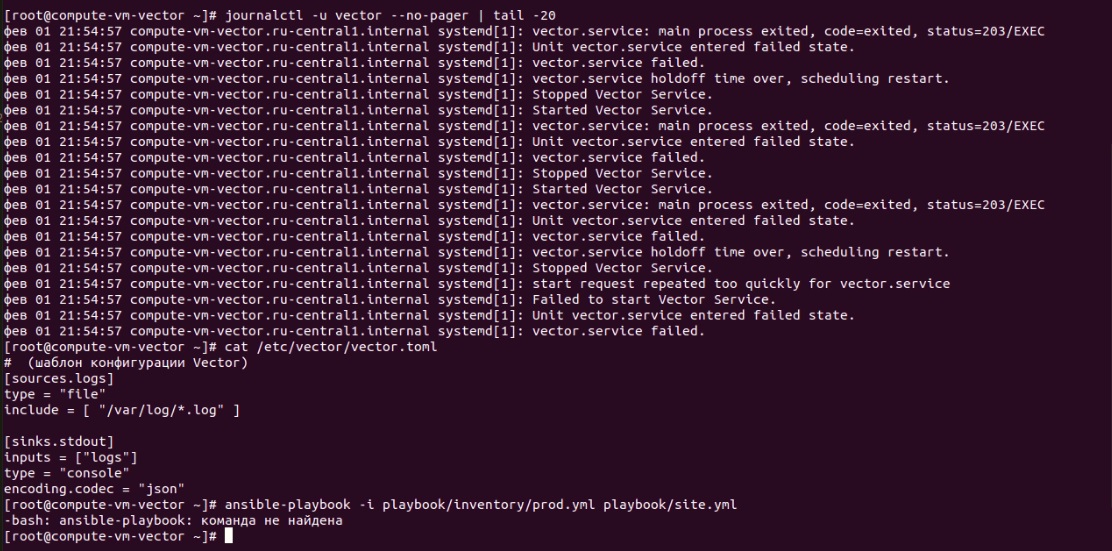 [root@compute-vm-vector ~]# journalctl -u vector --no-pager | tail -20
фев 01 21:54:57 compute-vm-vector.ru-central1.internal systemd[1]: vector.service: main process exited, code=exited, status=203/EXEC
фев 01 21:54:57 compute-vm-vector.ru-central1.internal systemd[1]: Unit vector.service entered failed state.
фев 01 21:54:57 compute-vm-vector.ru-central1.internal systemd[1]: vector.service failed.
фев 01 21:54:57 compute-vm-vector.ru-central1.internal systemd[1]: vector.service holdoff time over, scheduling restart.
фев 01 21:54:57 compute-vm-vector.ru-central1.internal systemd[1]: Stopped Vector Service.
фев 01 21:54:57 compute-vm-vector.ru-central1.internal systemd[1]: Started Vector Service.
фев 01 21:54:57 compute-vm-vector.ru-central1.internal systemd[1]: vector.service: main process exited, code=exited, status=203/EXEC
фев 01 21:54:57 compute-vm-vector.ru-central1.internal systemd[1]: Unit vector.service entered failed state.
фев 01 21:54:57 compute-vm-vector.ru-central1.internal systemd[1]: vector.service failed.
фев 01 21:54:57 compute-vm-vector.ru-central1.internal systemd[1]: Stopped Vector Service.
фев 01 21:54:57 compute-vm-vector.ru-central1.internal systemd[1]: Started Vector Service.
фев 01 21:54:57 compute-vm-vector.ru-central1.internal systemd[1]: vector.service: main process exited, code=exited, status=203/EXEC
фев 01 21:54:57 compute-vm-vector.ru-central1.internal systemd[1]: Unit vector.service entered failed state.
фев 01 21:54:57 compute-vm-vector.ru-central1.internal systemd[1]: vector.service failed.
фев 01 21:54:57 compute-vm-vector.ru-central1.internal systemd[1]: vector.service holdoff time over, scheduling restart.
фев 01 21:54:57 compute-vm-vector.ru-central1.internal systemd[1]: Stopped Vector Service.
фев 01 21:54:57 compute-vm-vector.ru-central1.internal systemd[1]: start request repeated too quickly for vector.service
фев 01 21:54:57 compute-vm-vector.ru-central1.internal systemd[1]: Failed to start Vector Service.
фев 01 21:54:57 compute-vm-vector.ru-central1.internal systemd[1]: Unit vector.service entered failed state.
фев 01 21:54:57 compute-vm-vector.ru-central1.internal systemd[1]: vector.service failed.
[root@compute-vm-vector ~]# cat /etc/vector/vector.toml
#  (шаблон конфигурации Vector)
[sources.logs]
type = "file"
include = [ "/var/log/*.log" ]

[sinks.stdout]
inputs = ["logs"]
type = "console"
encoding.codec = "json"
[root@compute-vm-vector ~]# ansible-playbook -i playbook/inventory/prod.yml playbook/site.yml
-bash: ansible-playbook: команда не найдена
[root@compute-vm-vector ~]#